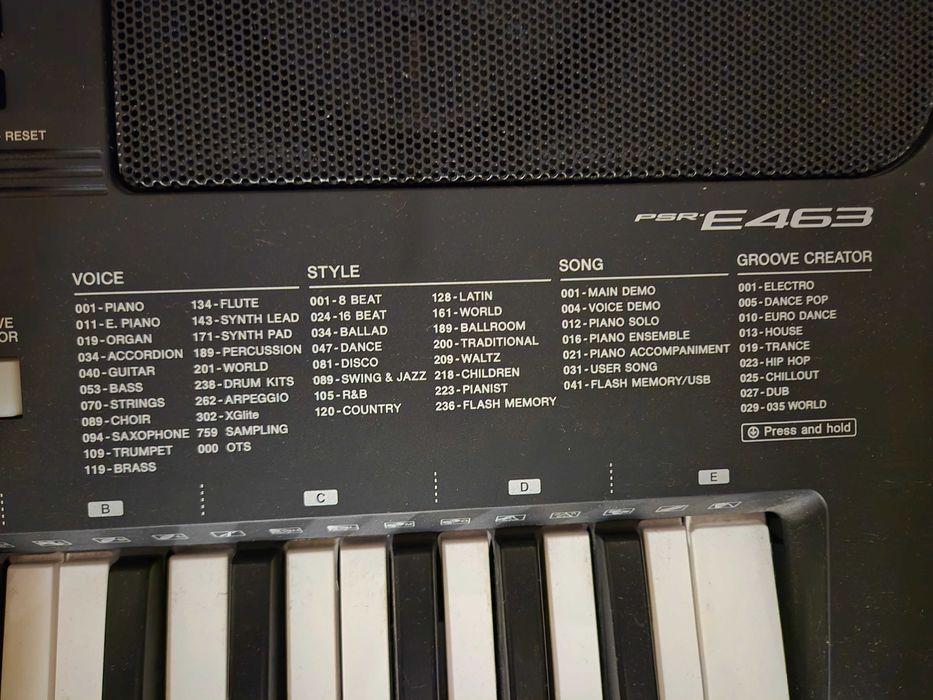 RESET
PSR-E463
VOICE
001-PIANO
011-E. PIANO
019-ORGAN
034-ACCORDION
040-GUITAR
053-BASS
070-STRINGS
089-CHOIR
094-SAXOPHONE
109-TRUMPET
119-BRASS
134-FLUTE
143-SYNTH LEAD
171-SYNTH PAD
189-PERCUSSION
201-WORLD
238-DRUM KITS
262-ARPEGGIO
302-XGlite
759 SAMPLING
000 OTS
STYLE
001-8 BEAT
024-16 BEAT
034-BALLAD
047-DANCE
081-DISCO
089-SWING & JAZZ
105-R&B
120-COUNTRY
128-LATIN
161-WORLD
189-BALLROOM
200-TRADITIONAL
209-WALTZ
218-CHILDREN
223-PIANIST
236-FLASH MEMORY
SONG
001-MAIN DEMO
004-VOICE DEMO
012-PIANO SOLO
016-PIANO ENSEMBLE
021-PIANO ACCOMPANIMENT
031-USER SONG
041-FLASH MEMORY/USB
GROOVE CREATOR
001-ELECTRO
005-DANCE POP
010-EURO DANCE
013-HOUSE
019-TRANCE
023-HIP HOP
025-CHILLOUT
027-DUB
029-035 WORLD
Press and hold
VE
OR
B
C
D
E